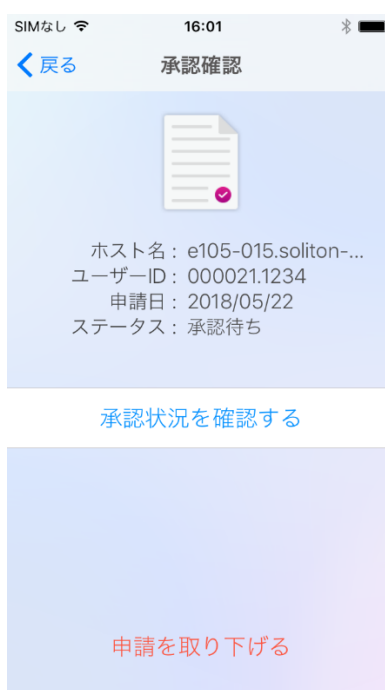 SIMなし 16:01
戻る 承認確認
ホスト名： e105-015.soliton-...
ユーザーID： 000021.1234
申請日： 2018/05/22
ステータス： 承認待ち
承認状況を確認する
申請を取り下げる